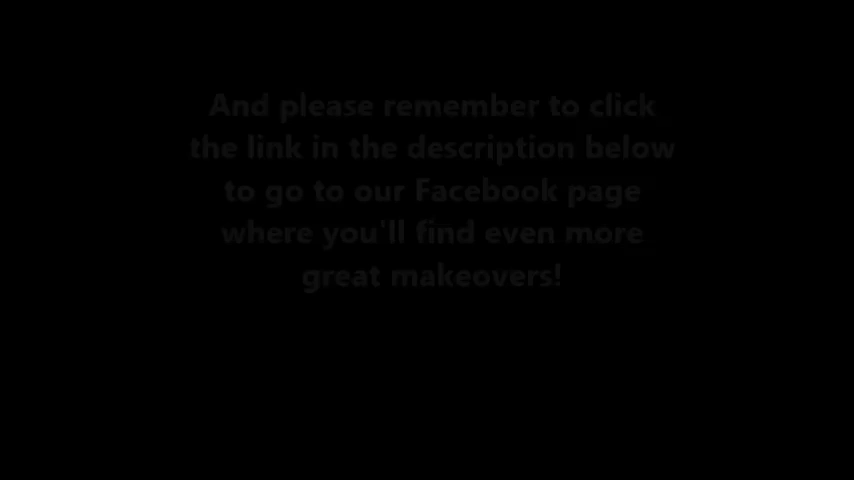 And please remember to click
the link in the description below
to go to our Facebook page
where you'll find even more
great makeovers!